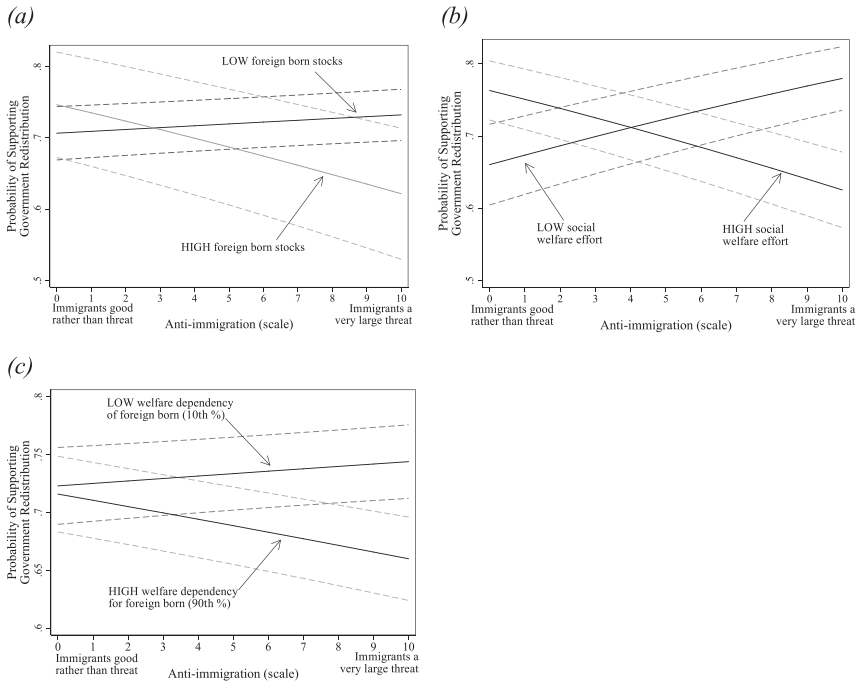 (a)
Probability of Supporting
Government Redistribution
.8
.7
.6
.5
LOW foreign born stocks
HIGH foreign born stocks
0 1 2 3 4 5 6 7 8 9 10
Immigrants good
rather than threat
Immigrants a
very large threat
Anti-immigration (scale)
(b)
Probability of Supporting
Government Redistribution
.8
.7
.6
.5
LOW social
welfare effort
HIGH social
welfare effort
0 1 2 3 4 5 6 7 8 9 10
Immigrants good
rather than threat
Immigrants a
very large threat
Anti-immigration (scale)
(c)
Probability of Supporting
Government Redistribution
.8
.75
.7
.65
.6
LOW welfare dependency
of foreign born (10th %)
HIGH welfare dependency
for foreign born (90th %)
0 1 2 3 4 5 6 7 8 9 10
Immigrants good
rather than threat
Immigrants a
very large threat
Anti-immigration (scale)